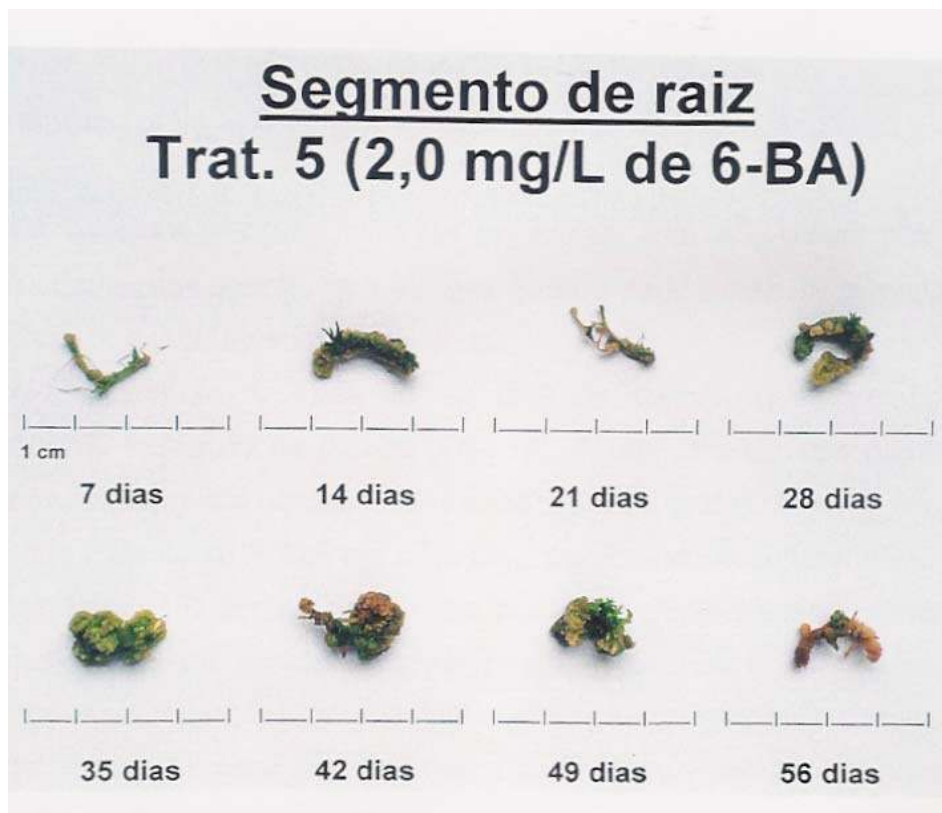 Segmento de raiz
Trat. 5 (2,0 mg/L de 6-BA)
1 cm
7 dias
14 dias
21 dias
28 dias
35 dias
42 dias
49 dias
56 dias